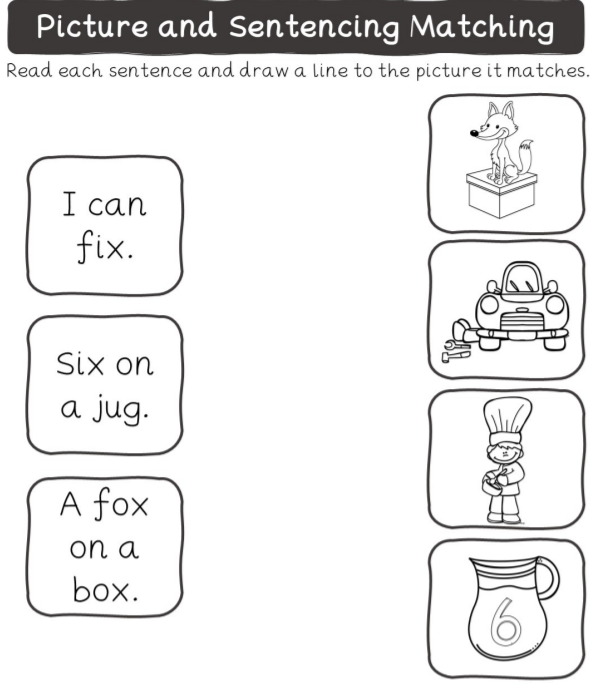 Picture and Sentencing Matching
Read each sentence and draw a line to the picture it matches.
I can
fix.
Six on
a jug.
A fox
on a
box.
6